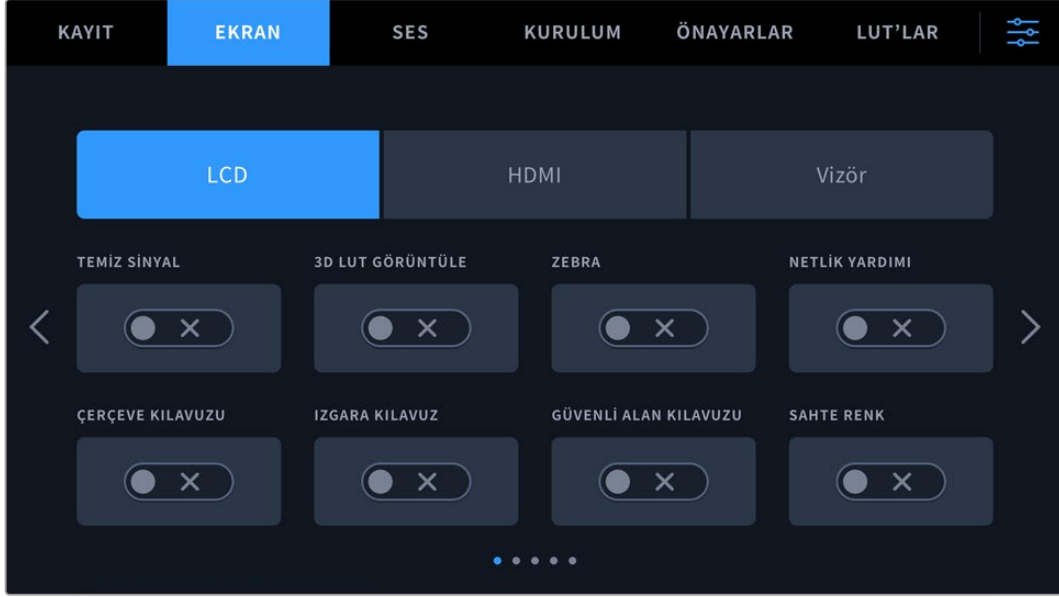 KAYIT EKRAN SES KURULUM ÖNAYARLAR LUT’LAR
LCD HDMI Vizör
TEMİZ SİNYAL 3D LUT GÖRÜNTÜLE ZEBRA NETLİK YARDIMI
ÇERÇEVE KILAVUZU IZGARA KILAVUZ GÜVENLİ ALAN KILAVUZU SAHTE RENK